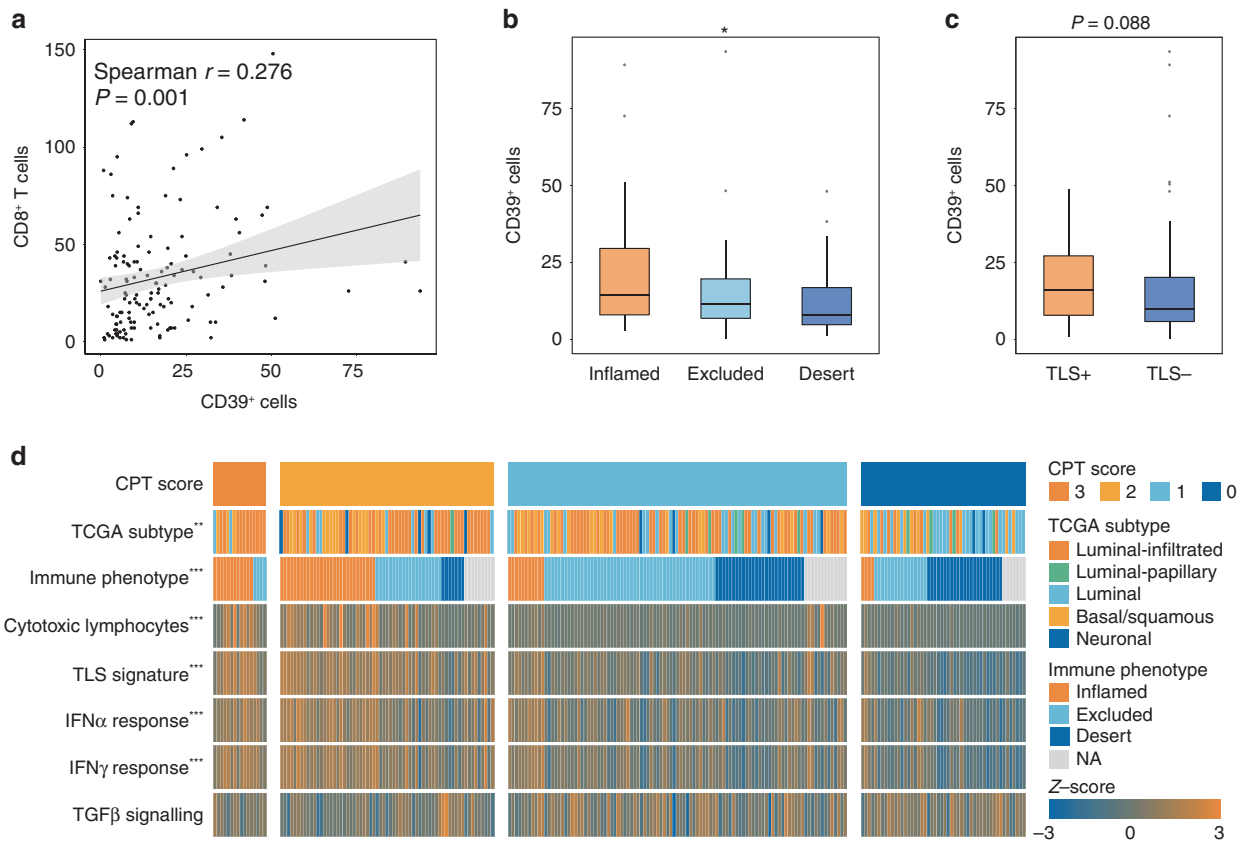 a
150
100
50
0
CD8⁺ T cells
Spearman r = 0.276
P = 0.001
0 25 50 75
CD39⁺ cells
b
*
75
50
25
0
CD39⁺ cells
Inflamed Excluded Desert
c
P = 0.088
75
50
25
0
CD39⁺ cells
TLS+ TLS−
d
CPT score
TCGA subtype**
Immune phenotype***
Cytotoxic lymphocytes***
TLS signature***
IFNα response***
IFNγ response***
TGFβ signalling
CPT score
3 2 1 0
TCGA subtype
Luminal-infiltrated
Luminal-papillary
Luminal
Basal/squamous
Neuronal
Immune phenotype
Inflamed
Excluded
Desert
NA
Z–score
−3 0 3